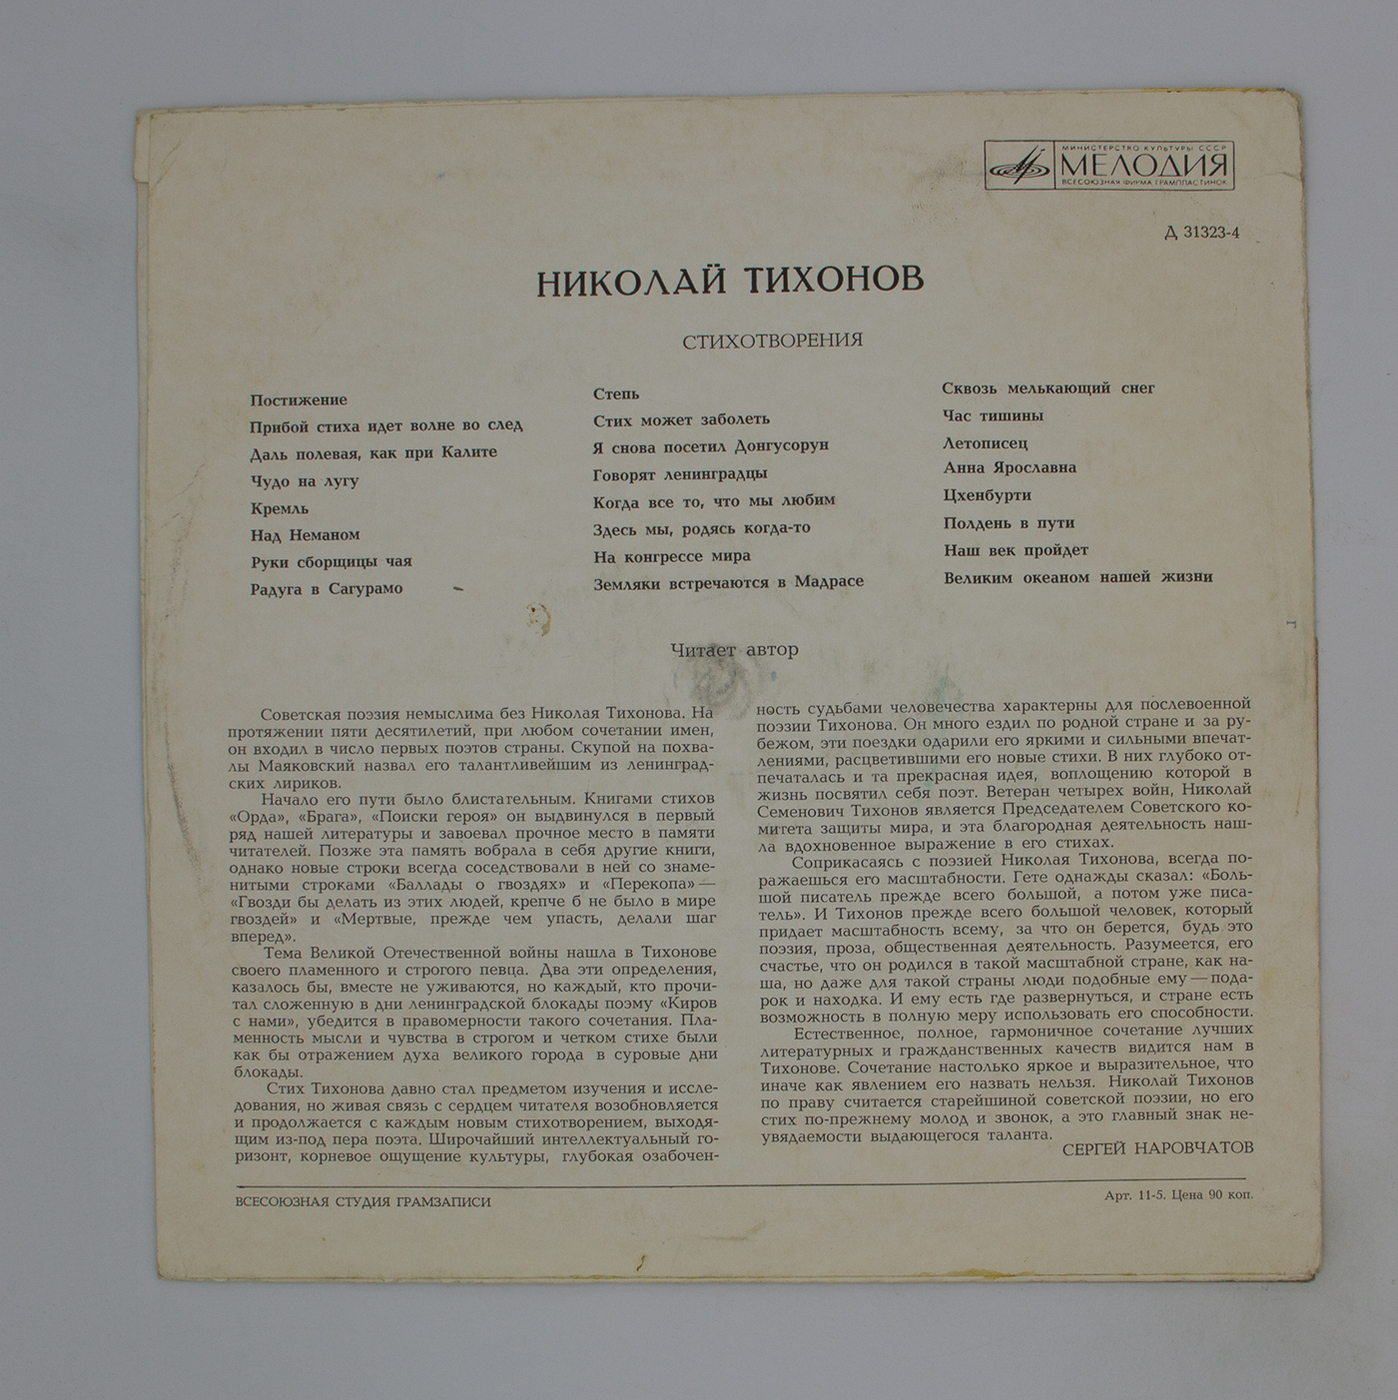 МИНИСТЕРСТВО КУЛЬТУРЫ СССР
МЕЛОДИЯ
ВСЕСОЮЗНАЯ ФИРМА ГРАМПЛАСТИНОК
Д 31323-4
НИКОЛАЙ ТИХОНОВ
СТИХОТВОРЕНИЯ
Постижение
Прибой стиха идет волне во след
Даль полевая, как при Калите
Чудо на лугу
Кремль
Над Неманом
Руки сборщицы чая
Радуга в Сагурамо
Степь
Стих может заболеть
Я снова посетил Донгусорун
Говорят ленинградцы
Когда все то, что мы любим
Здесь мы, родясь когда-то
На конгрессе мира
Земляки встречаются в Мадрасе
Сквозь мелькающий снег
Час тишины
Летописец
Анна Ярославна
Цхенбурти
Полдень в пути
Наш век пройдет
Великим океаном нашей жизни
Читает автор
Советская поэзия немыслима без Николая Тихонова. На
протяжении пяти десятилетий, при любом сочетании имен,
он входил в число первых поэтов страны. Скупой на похва-
лы Маяковский назвал его талантливейшим из ленинград-
ских лириков.
Начало его пути было блистательным. Книгами стихов
«Орда», «Брага», «Поиски героя» он выдвинулся в первый
ряд нашей литературы и завоевал прочное место в памяти
читателей. Позже эта память вобрала в себя другие книги,
однако новые строки всегда соседствовали в ней со знаме-
нитыми строками «Баллады о гвоздях» и «Перекопа» —
«Гвозди бы делать из этих людей, крепче б не было в мире
гвоздей» и «Мертвые, прежде чем упасть, делали шаг
вперед».
Тема Великой Отечественной войны нашла в Тихонове
своего пламенного и строгого певца. Два эти определения,
казалось бы, вместе не уживаются, но каждый, кто прочи-
тал сложенную в дни ленинградской блокады поэму «Киров
с нами», убедится в правомерности такого сочетания. Пла-
менность мысли и чувства в строгом и четком стихе были
как бы отражением духа великого города в суровые дни
блокады.
Стих Тихонова давно стал предметом изучения и иссле-
дования, но живая связь с сердцем читателя возобновляется
и продолжается с каждым новым стихотворением, выходя-
щим из-под пера поэта. Широчайший интеллектуальный го-
ризонт, корневое ощущение культуры, глубокая озабочен-
ность судьбами человечества характерны для послевоенной
поэзии Тихонова. Он много ездил по родной стране и за ру-
бежом, эти поездки одарили его яркими и сильными впечат-
лениями, расцветившими его новые стихи. В них глубоко от-
печаталась и та прекрасная идея, воплощению которой в
жизнь посвятил себя поэт. Ветеран четырех войн, Николай
Семенович Тихонов является Председателем Советского ко-
митета защиты мира, и эта благородная деятельность наш-
ла вдохновенное выражение в его стихах.
Соприкасаясь с поэзией Николая Тихонова, всегда по-
ражаешься его масштабности. Гете однажды сказал: «Боль-
шой писатель прежде всего большой, а потом уже писа-
тель». И Тихонов прежде всего большой человек, который
придает масштабность всему, за что он берется, будь это
поэзия, проза, общественная деятельность. Разумеется, его
счастье, что он родился в такой масштабной стране, как на-
ша, но даже для такой страны люди подобные ему — пода-
рок и находка. И ему есть где развернуться, и стране есть
возможность в полную меру использовать его способности.
Естественное, полное, гармоничное сочетание лучших
литературных и гражданственных качеств видится нам в
Тихонове. Сочетание настолько яркое и выразительное, что
иначе как явлением его назвать нельзя. Николай Тихонов
по праву считается старейшиной советской поэзии, но его
стих по-прежнему молод и звонок, а это главный знак не-
увядаемости выдающегося таланта.
СЕРГЕЙ НАРОВЧАТОВ
ВСЕСОЮЗНАЯ СТУДИЯ ГРАМЗАПИСИ
Арт. 11-5. Цена 90 коп.